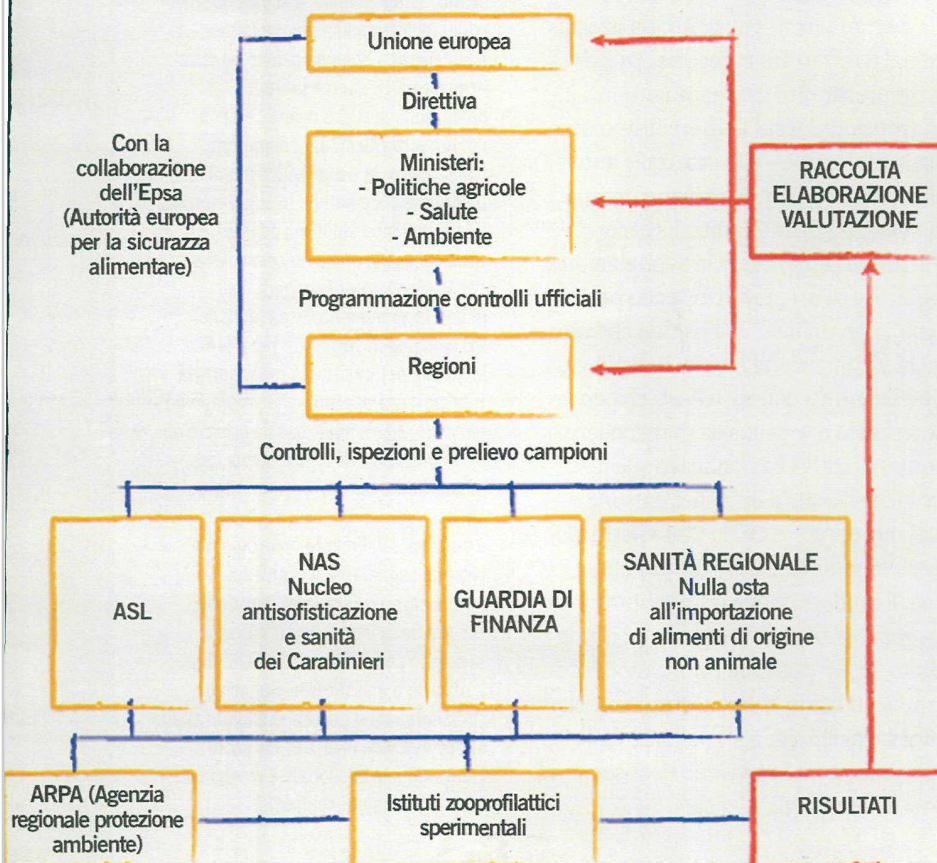 Unione europea
Direttiva
Con la
collaborazione
dell'Epsa
(Autorità europea
per la sicurazza
alimentare)
Ministeri:
- Politiche agricole
- Salute
- Ambiente
RACCOLTA
ELABORAZIONE
VALUTAZIONE
Programmazione controlli ufficiali
Regioni
Controlli, ispezioni e prelievo campioni
ASL
NAS
Nucleo
antisofisticazione
e sanità
dei Carabinieri
GUARDIA DI
FINANZA
SANITÀ REGIONALE
Nulla osta
all'importazione
di alimenti di origine
non animale
ARPA (Agenzia
regionale protezione
ambiente)
Istituti zooprofilattici
sperimentali
RISULTATI